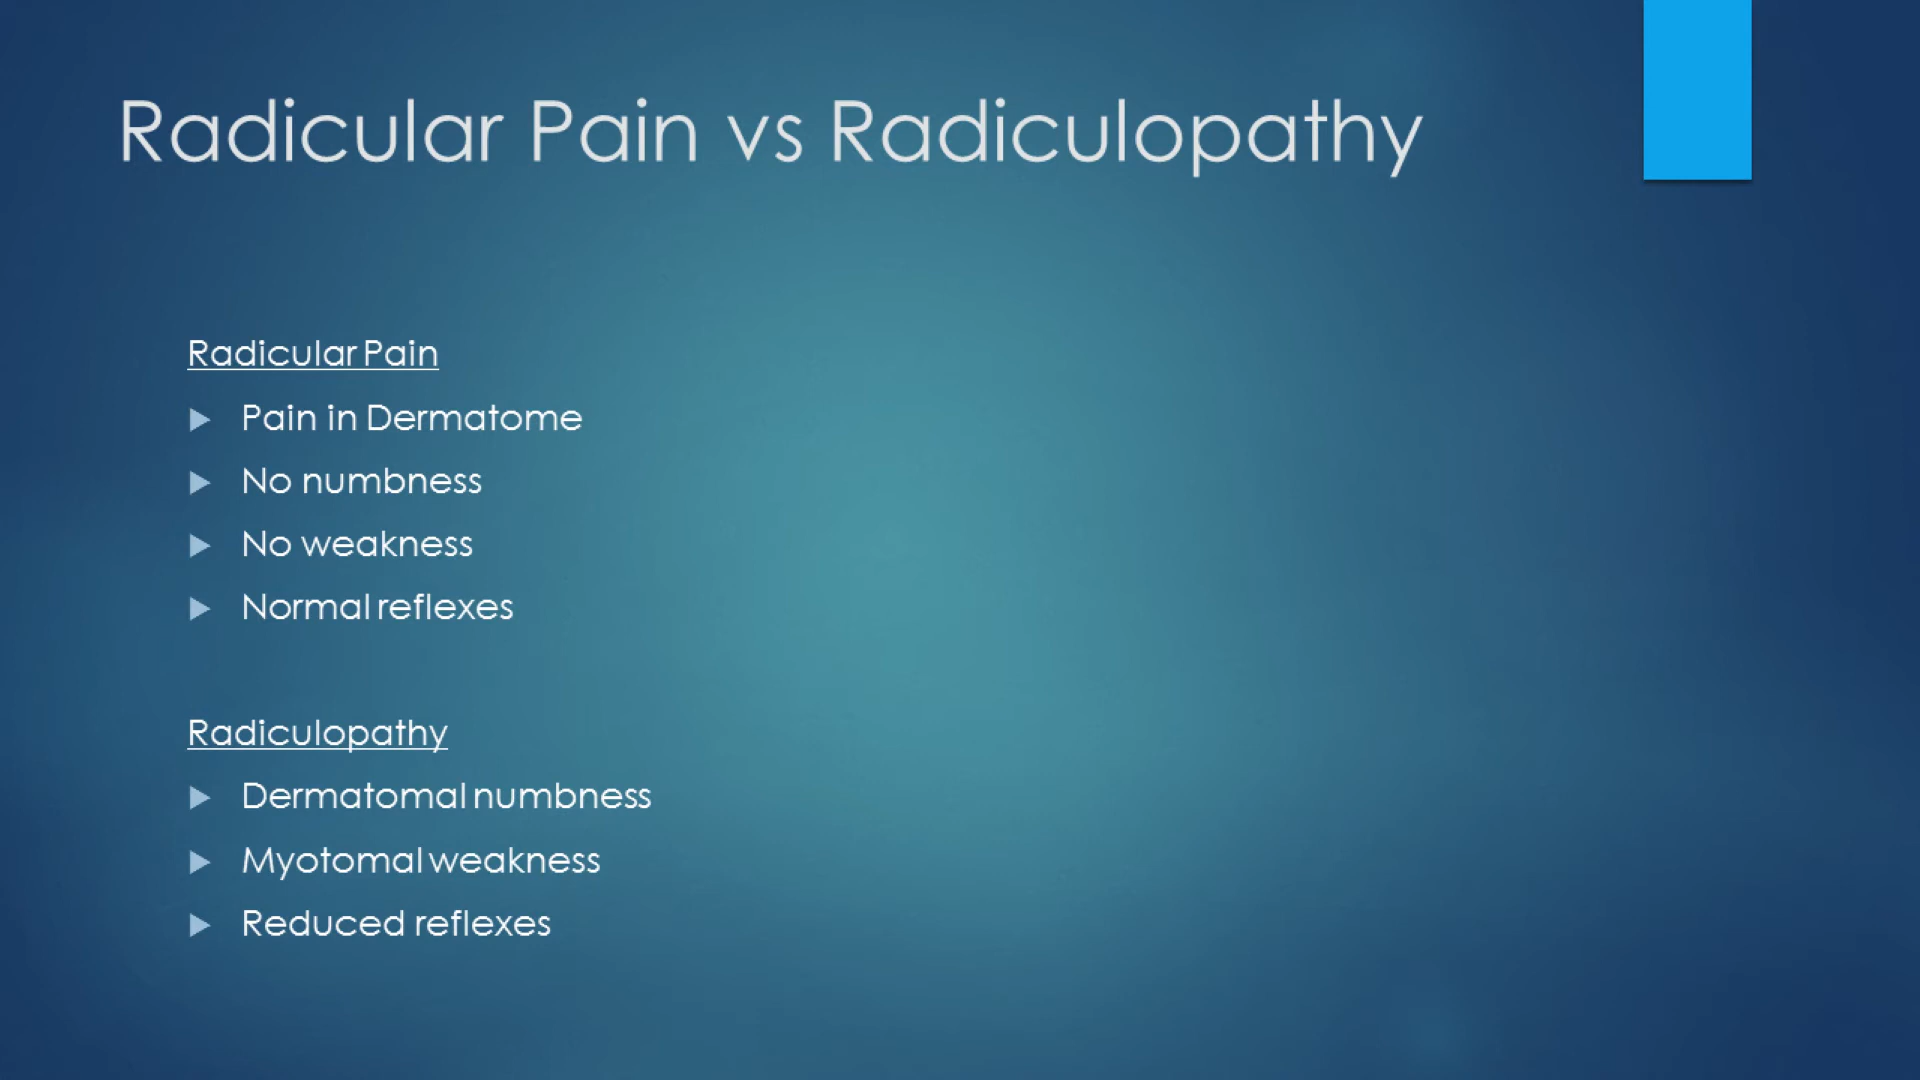 Radicular Pain vs Radiculopathy
Radicular Pain
Pain in Dermatome
No numbness
No weakness
Normal reflexes
Radiculopathy
Dermatomal numbness
Myotomal weakness
Reduced reflexes